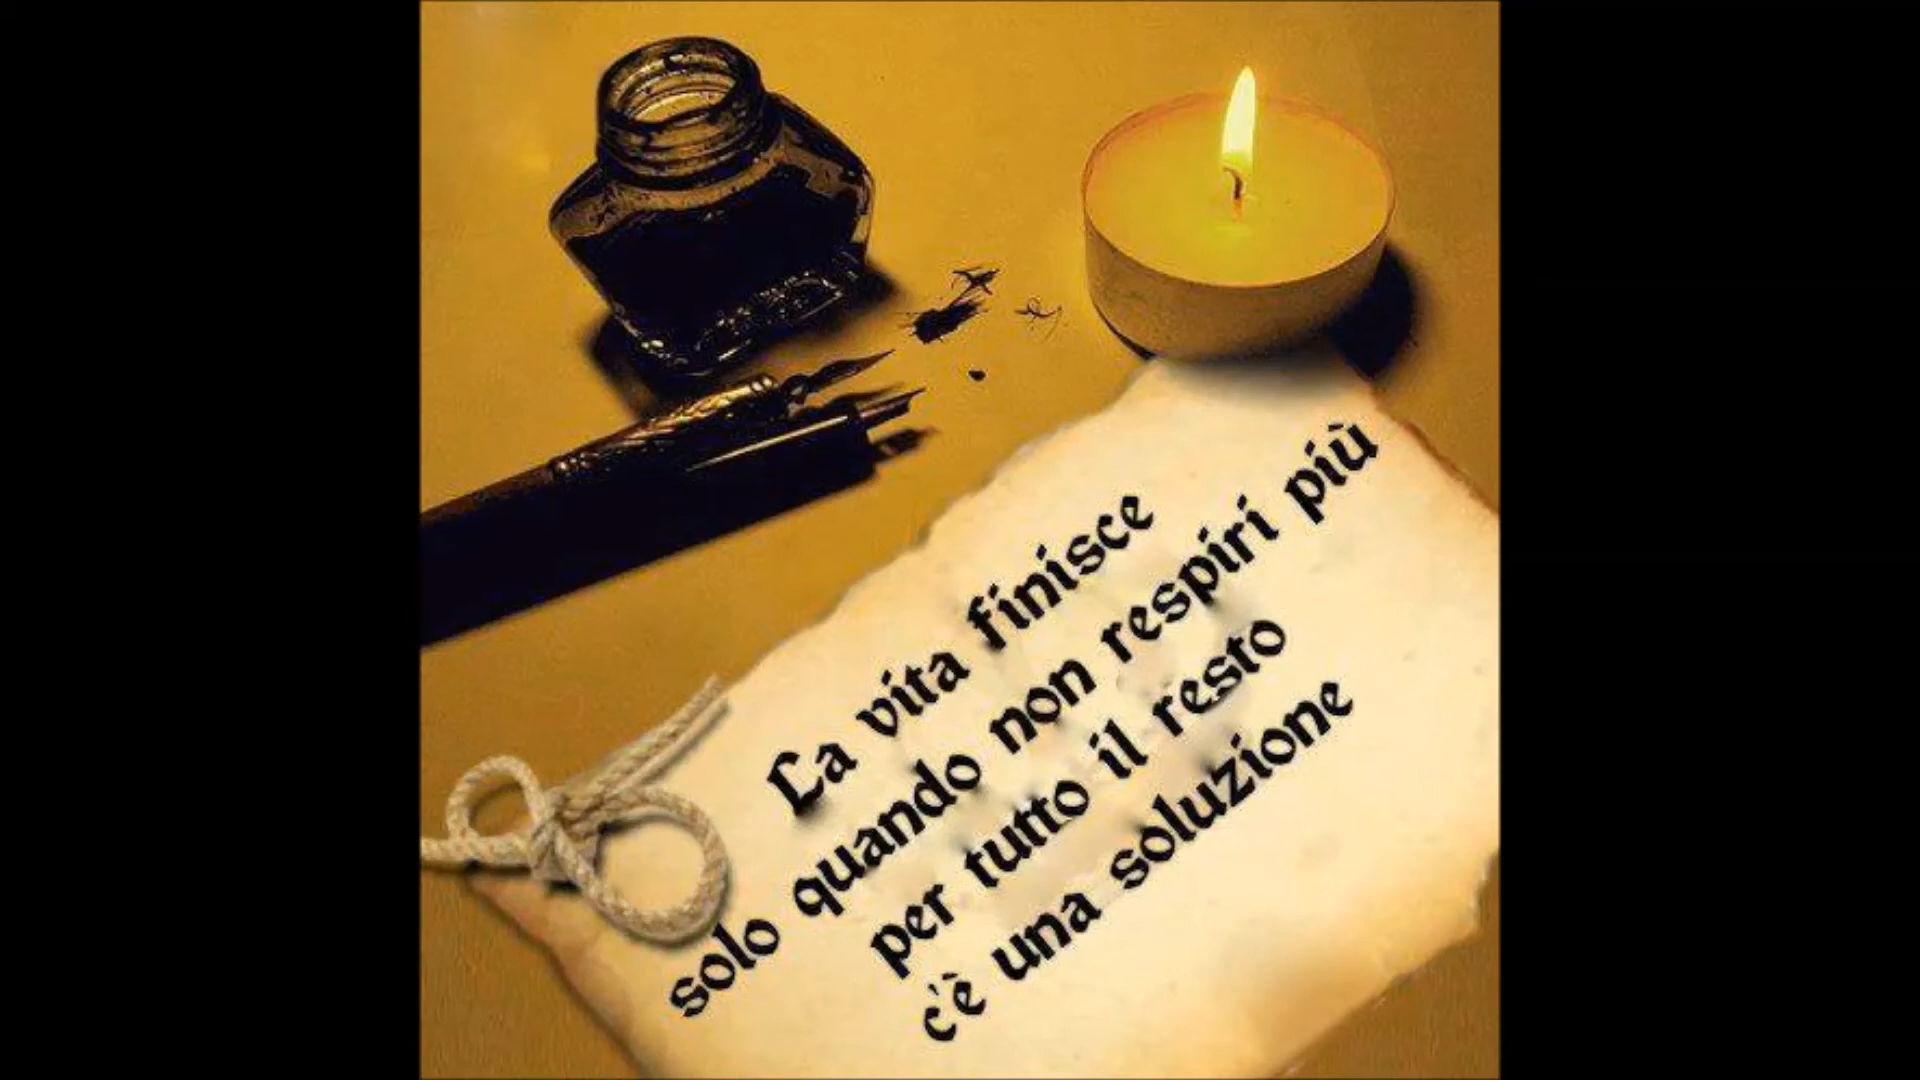 La vita finisce
solo quando non respiri più
per tutto il resto
c'è una soluzione